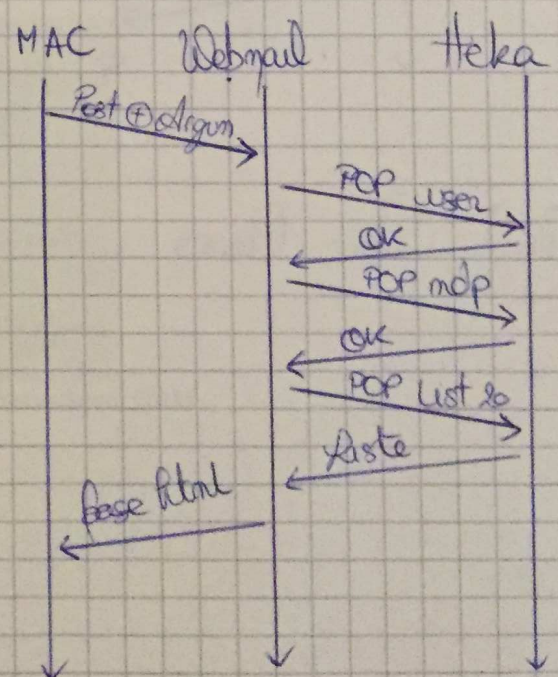 MAC Webmail Heka
Post ⊕ Argum
POP user
OK
POP mdp
OK
POP List 20
Liste
page html